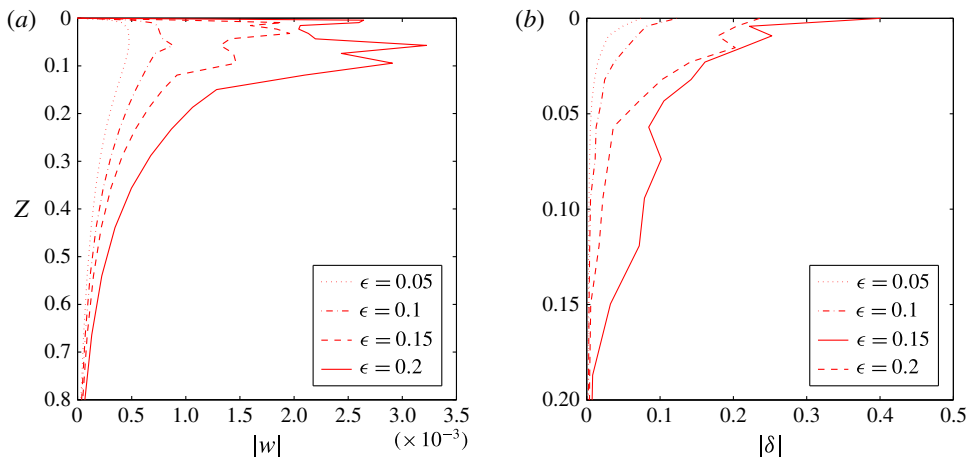 (a)
0
0.1
0.2
0.3
Z 0.4
0.5
0.6
0.7
0.8
0 0.5 1.0 1.5 2.0 2.5 3.0 3.5
|w| (× 10⁻³)
ϵ = 0.05
ϵ = 0.1
ϵ = 0.15
ϵ = 0.2
(b)
0
0.05
0.10
0.15
0.20
0 0.1 0.2 0.3 0.4 0.5
|δ|
ϵ = 0.05
ϵ = 0.1
ϵ = 0.15
ϵ = 0.2